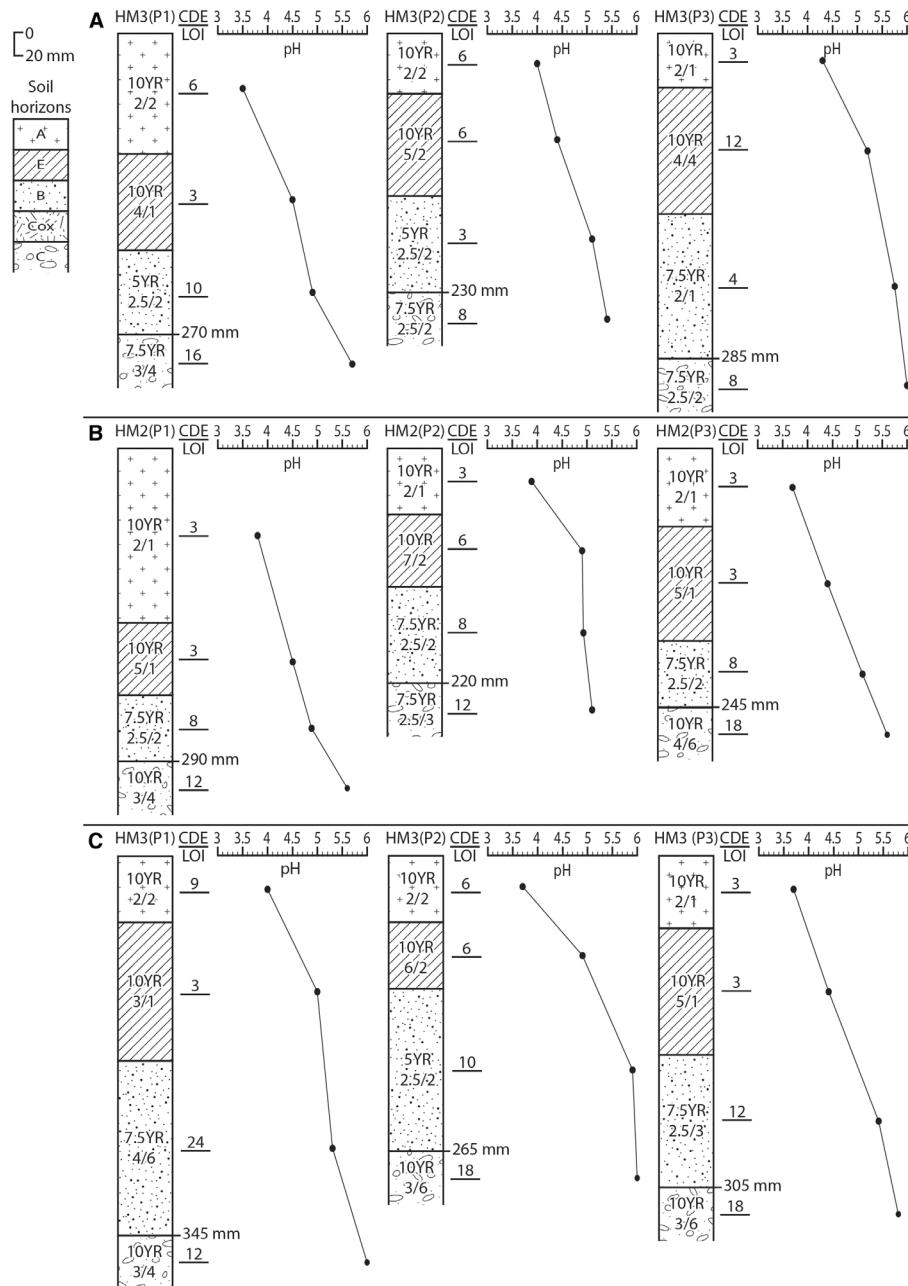 0
20 mm
Soil
horizons
A
E
B
Cox
C
A
HM3(P1) CDE 3 3.5 4 4.5 5 5.5 6
LOI
pH
10YR
2/2
6
10YR
4/1
3
5YR
2.5/2
10
270 mm
7.5YR
3/4
16
HM3(P2) CDE 3 3.5 4 4.5 5 5.5 6
LOI
pH
10YR
2/2
6
10YR
5/2
6
5YR
2.5/2
3
230 mm
7.5YR
2.5/2
8
HM3(P3) CDE 3 3.5 4 4.5 5 5.5 6
LOI
pH
10YR
2/1
3
10YR
4/4
12
7.5YR
2/1
4
285 mm
7.5YR
2.5/2
8
B
HM2(P1) CDE 3 3.5 4 4.5 5 5.5 6
LOI
pH
10YR
2/1
3
10YR
5/1
3
7.5YR
2.5/2
8
290 mm
10YR
3/4
12
HM2(P2) CDE 3 3.5 4 4.5 5 5.5 6
LOI
pH
10YR
2/1
3
10YR
7/2
6
7.5YR
2.5/2
8
220 mm
7.5YR
2.5/3
12
HM2(P3) CDE 3 3.5 4 4.5 5 5.5 6
LOI
pH
10YR
2/1
3
10YR
5/1
3
7.5YR
2.5/2
8
245 mm
10YR
4/6
18
C
HM3(P1) CDE 3 3.5 4 4.5 5 5.5 6
LOI
pH
10YR
2/2
9
10YR
3/1
3
7.5YR
4/6
24
345 mm
10YR
3/4
12
HM3(P2) CDE 3 3.5 4 4.5 5 5.5 6
LOI
pH
10YR
2/2
6
10YR
6/2
6
5YR
2.5/2
10
265 mm
10YR
3/6
18
HM3 (P3) CDE 3 3.5 4 4.5 5 5.5 6
LOI
pH
10YR
2/1
3
10YR
5/1
3
7.5YR
2.5/3
12
305 mm
10YR
3/6
18